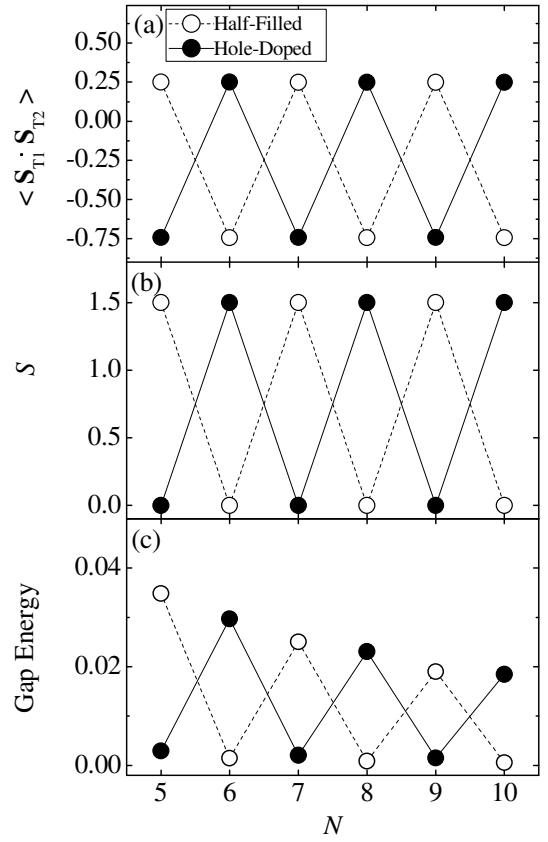 (a)
Half-Filled
Hole-Doped
0.50
0.25
0.00
-0.25
-0.50
-0.75
< S_T1 · S_T2 >
(b)
1.5
1.0
0.5
0.0
S
(c)
0.04
0.02
0.00
Gap Energy
5 6 7 8 9 10
N